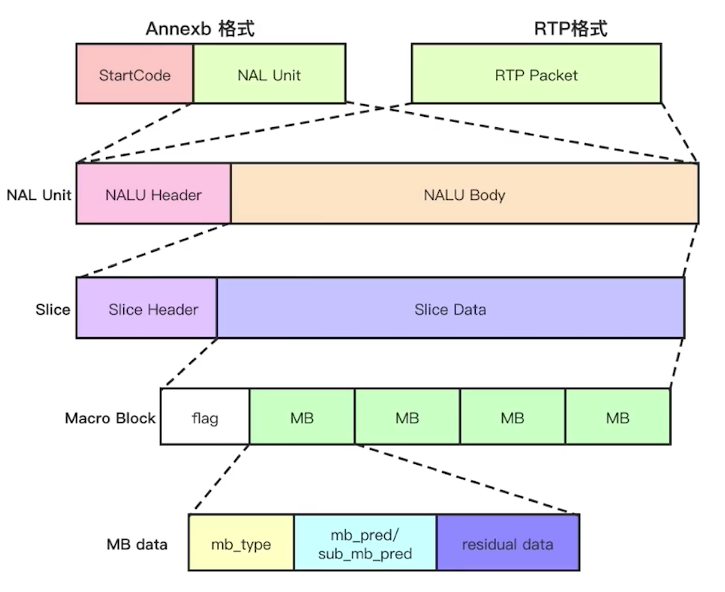 Annexb 格式
RTP格式
StartCode
NAL Unit
RTP Packet
NAL Unit
NALU Header
NALU Body
Slice
Slice Header
Slice Data
Macro Block
flag
MB
MB
MB
MB
MB data
mb_type
mb_pred/
sub_mb_pred
residual data